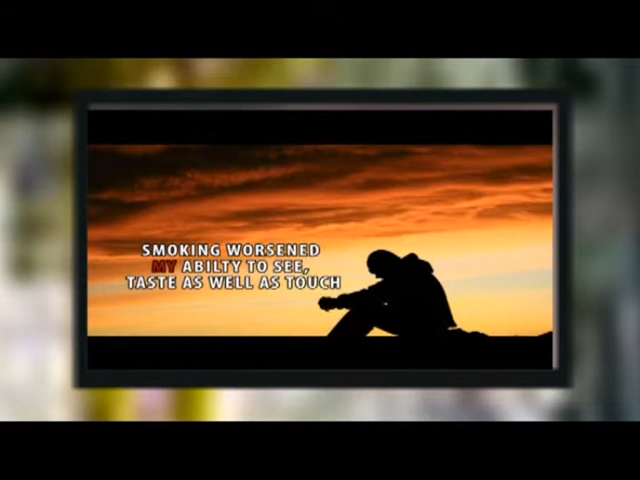 SMOKING WORSENED
MY ABILTY TO SEE,
TASTE AS WELL AS TOUCH